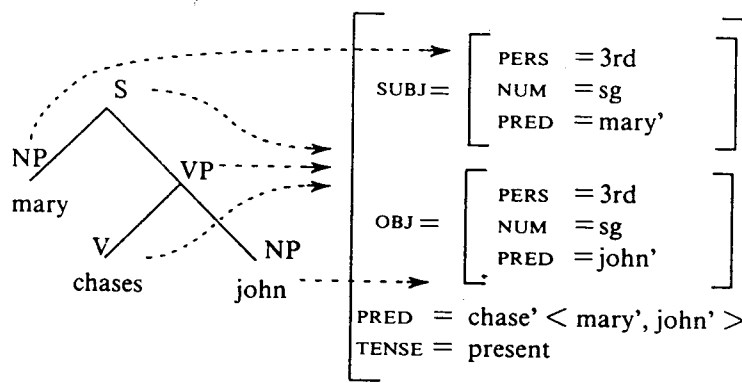 S
NP
VP
mary
V
NP
chases
john
SUBJ=
PERS = 3rd
NUM = sg
PRED = mary’
OBJ=
PERS = 3rd
NUM = sg
PRED = john’
PRED = chase’ < mary’, john’ >
TENSE = present